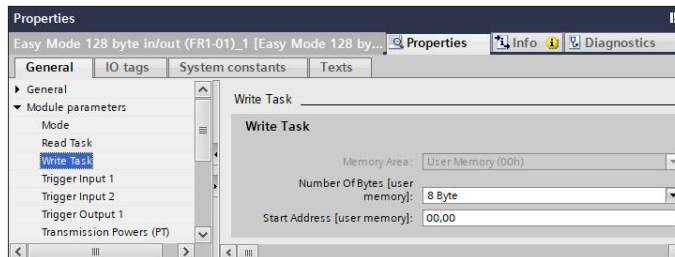 Properties
Easy Mode 128 byte in/out (FR1-01)_1 [Easy Mode 128 by... Properties Info Diagnostics
General IO tags System constants Texts
General
Module parameters
Mode
Read Task
Write Task
Trigger Input 1
Trigger Input 2
Trigger Output 1
Transmission Powers (PT)
Write Task
Write Task
Memory Area: User Memory (00h)
Number Of Bytes [user
memory]: 8 Byte
Start Address [user memory]: 00,00